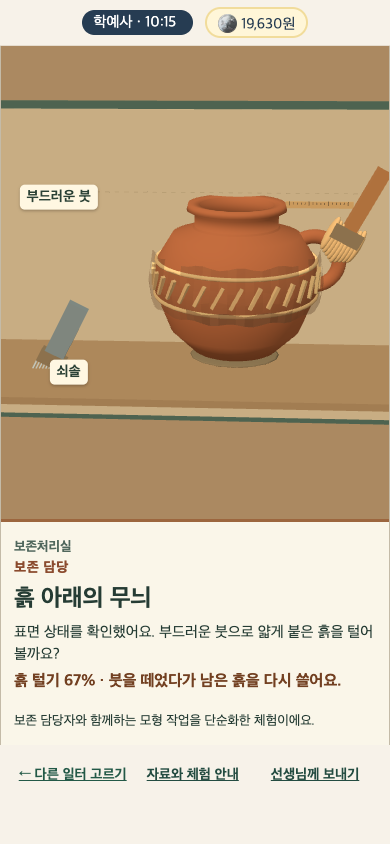 학예사 · 10:15
19,630원
부드러운 붓
쇠솔
보존처리실
보존 담당
흙 아래의 무늬
표면 상태를 확인했어요. 부드러운 붓으로 얇게 붙은 흙을 털어
볼까요?
흙 털기 67% · 붓을 떼었다가 남은 흙을 다시 쓸어요.
보존 담당자와 함께하는 모형 작업을 단순화한 체험이에요.
← 다른 일터 고르기 자료와 체험 안내 선생님께 보내기